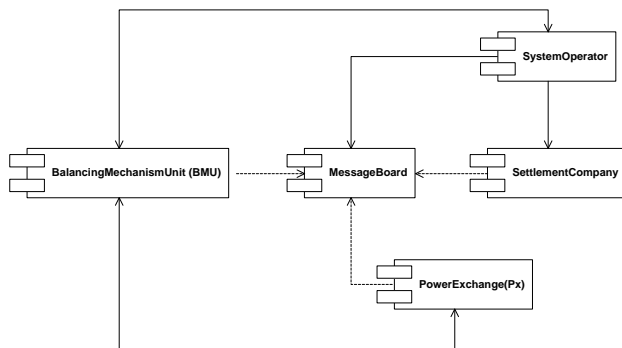 SystemOperator
BalancingMechanismUnit (BMU)
MessageBoard
SettlementCompany
PowerExchange(Px)